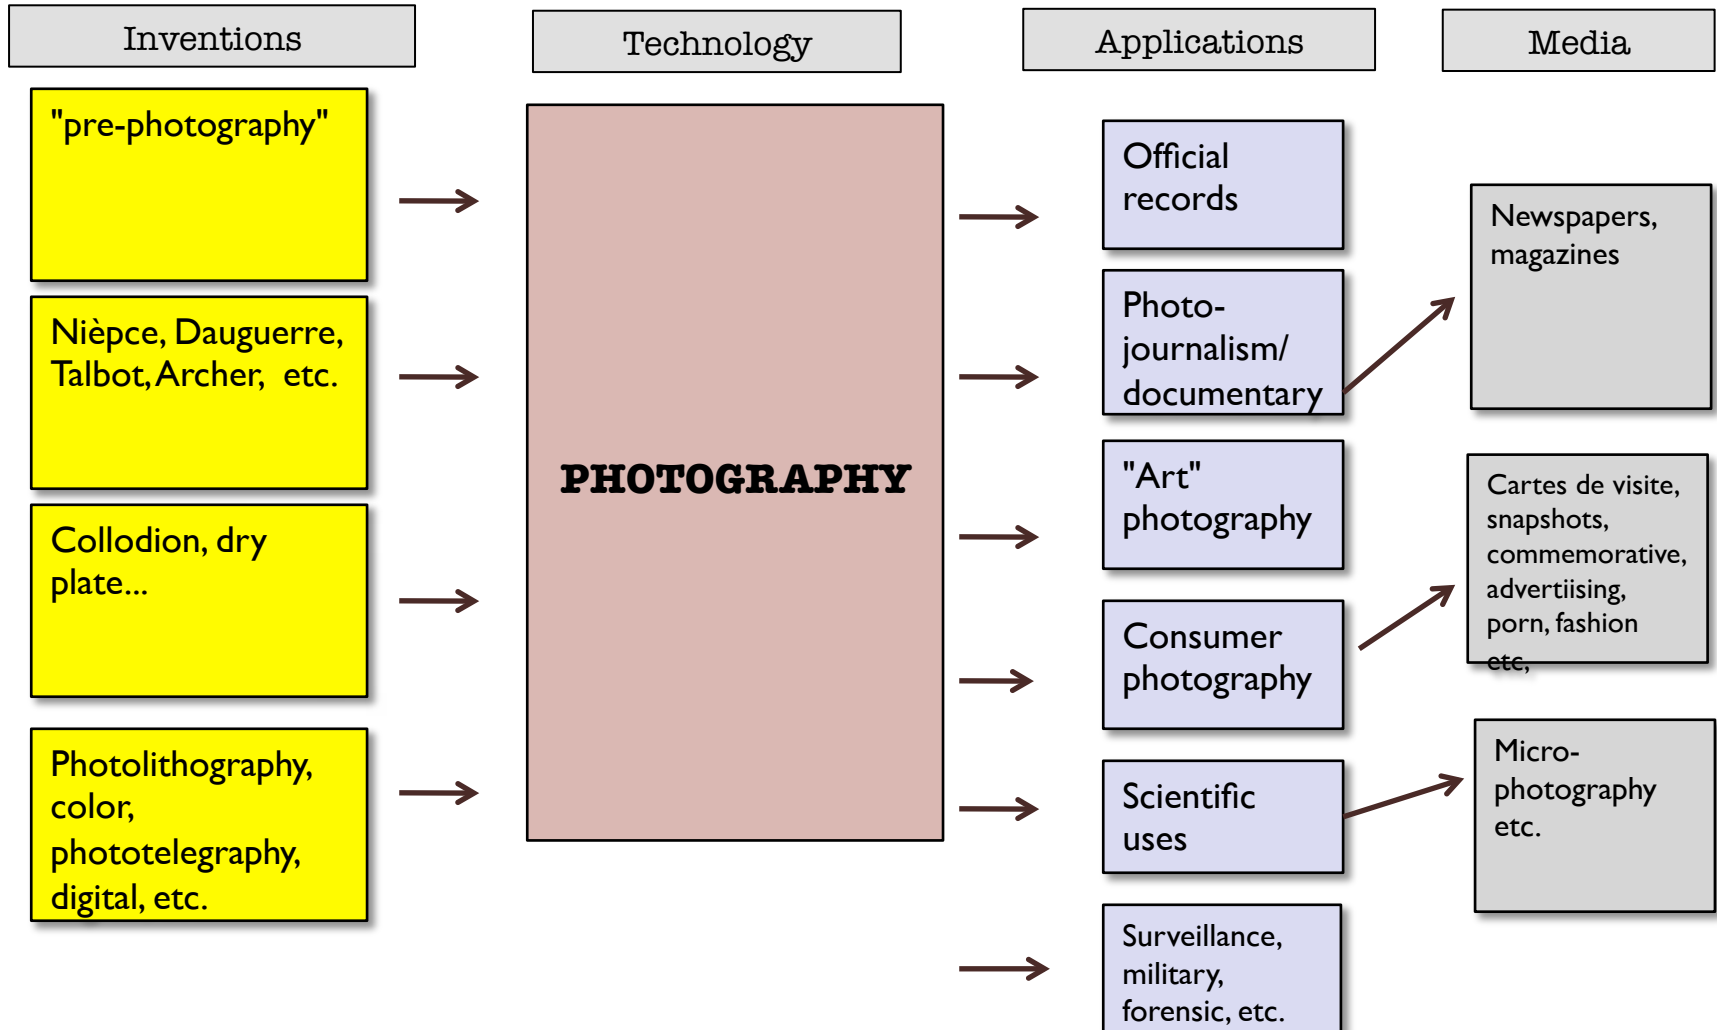 Inventions
Technology
Applications
Media
"pre-photography"
Nièpce, Dauguerre,
Talbot, Archer, etc.
Collodion, dry
plate...
Photolithography,
color,
phototelegraphy,
digital, etc.
PHOTOGRAPHY
Official
records
Photo-
journalism/
documentary
"Art"
photography
Consumer
photography
Scientific
uses
Surveillance,
military,
forensic, etc.
Newspapers,
magazines
Cartes de visite,
snapshots,
commemorative,
advertiising,
porn, fashion
etc,
Micro-
photography
etc.